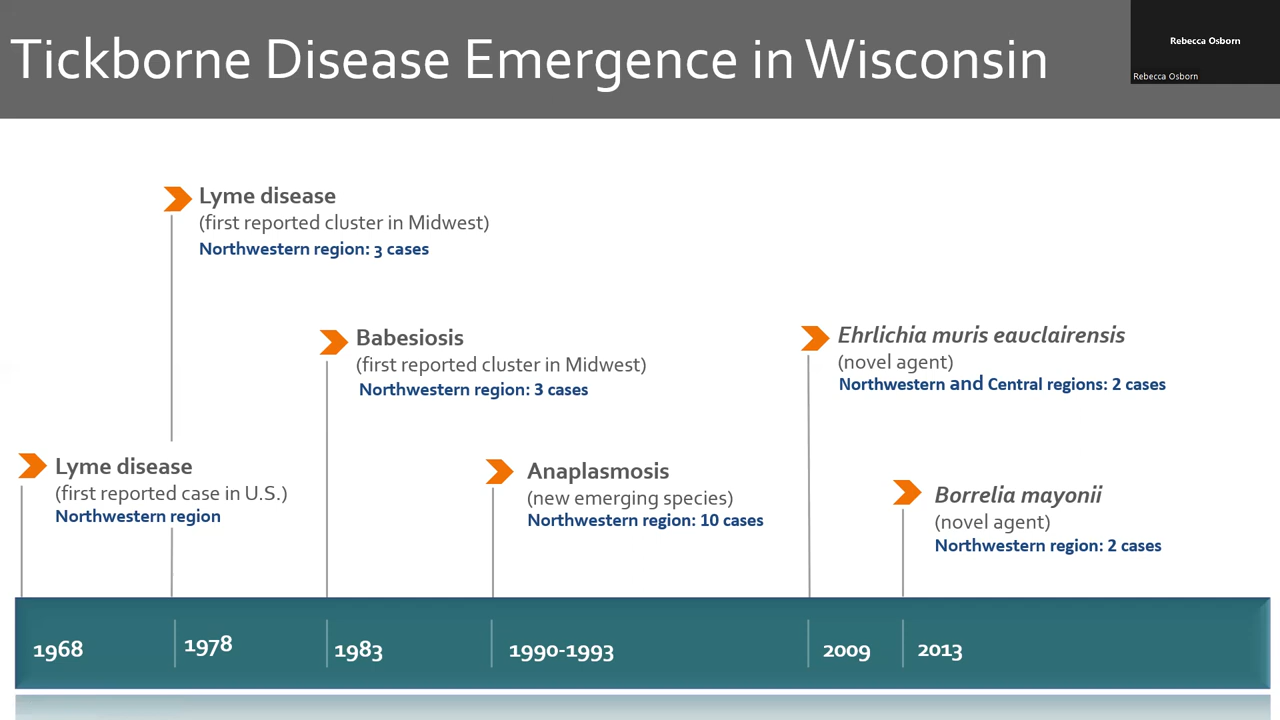 Tickborne Disease Emergence in Wisconsin
Rebecca Osborn
Rebecca Osborn
Lyme disease
(first reported cluster in Midwest)
Northwestern region: 3 cases
Babesiosis
(first reported cluster in Midwest)
Northwestern region: 3 cases
Ehrlichia muris eauclairensis
(novel agent)
Northwestern and Central regions: 2 cases
Lyme disease
(first reported case in U.S.)
Northwestern region
Anaplasmosis
(new emerging species)
Northwestern region: 10 cases
Borrelia mayonii
(novel agent)
Northwestern region: 2 cases
1968
1978
1983
1990-1993
2009
2013